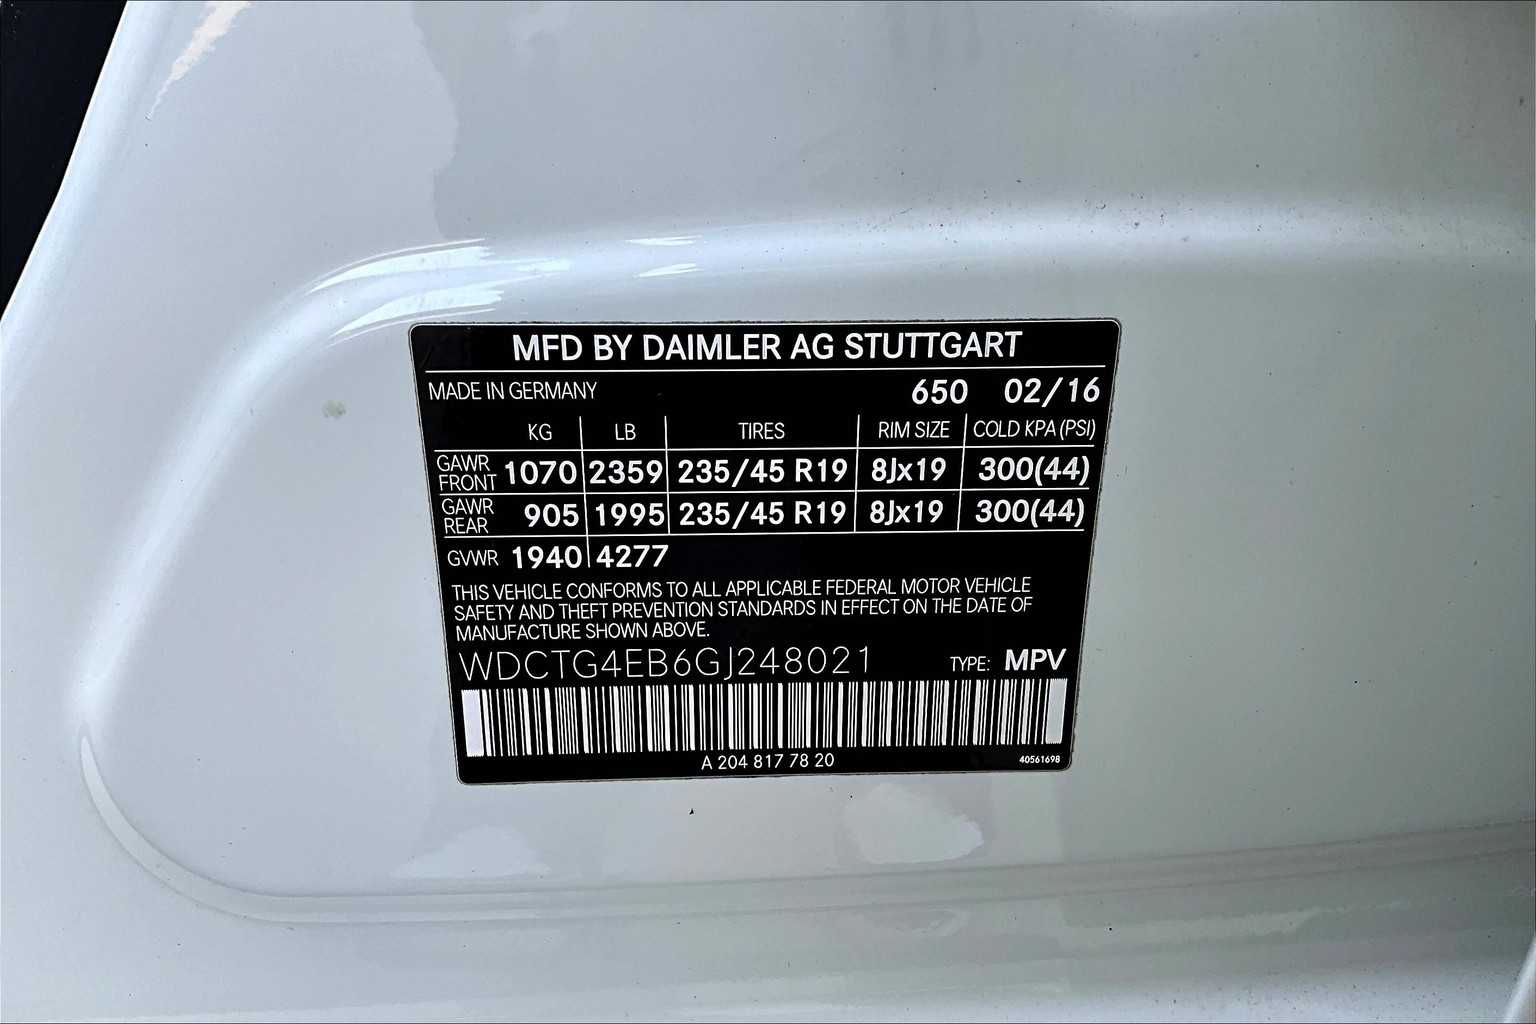 MFD BY DAIMLER AG STUTTGART
MADE IN GERMANY 650 02/16
KG LB TIRES RIM SIZE COLD KPA (PSI)
GAWR FRONT 1070 2359 235/45 R19 8Jx19 300(44)
GAWR REAR 905 1995 235/45 R19 8Jx19 300(44)
GVWR 1940 4277
THIS VEHICLE CONFORMS TO ALL APPLICABLE FEDERAL MOTOR VEHICLE
SAFETY AND THEFT PREVENTION STANDARDS IN EFFECT ON THE DATE OF
MANUFACTURE SHOWN ABOVE.
WDCTG4EB6GJ248021 TYPE: MPV
A 204 817 78 20 40561698